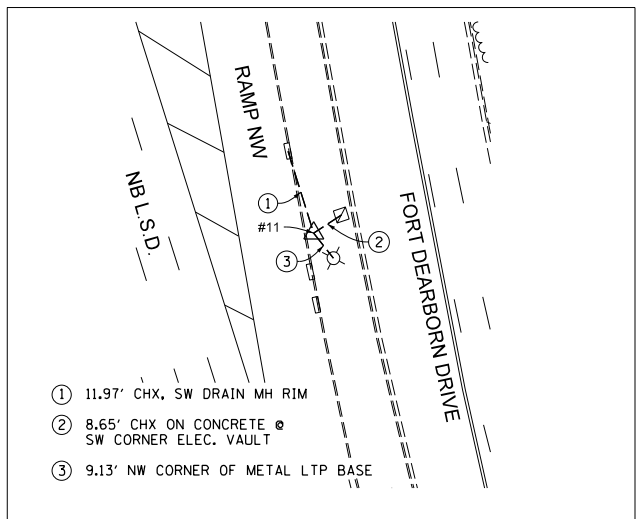 RAMP NW
NB L.S.D.
FORT DEARBORN DRIVE
1
#11
2
3
1 11.97' CHX, SW DRAIN MH RIM
2 8.65' CHX ON CONCRETE @
SW CORNER ELEC. VAULT
3 9.13' NW CORNER OF METAL LTP BASE